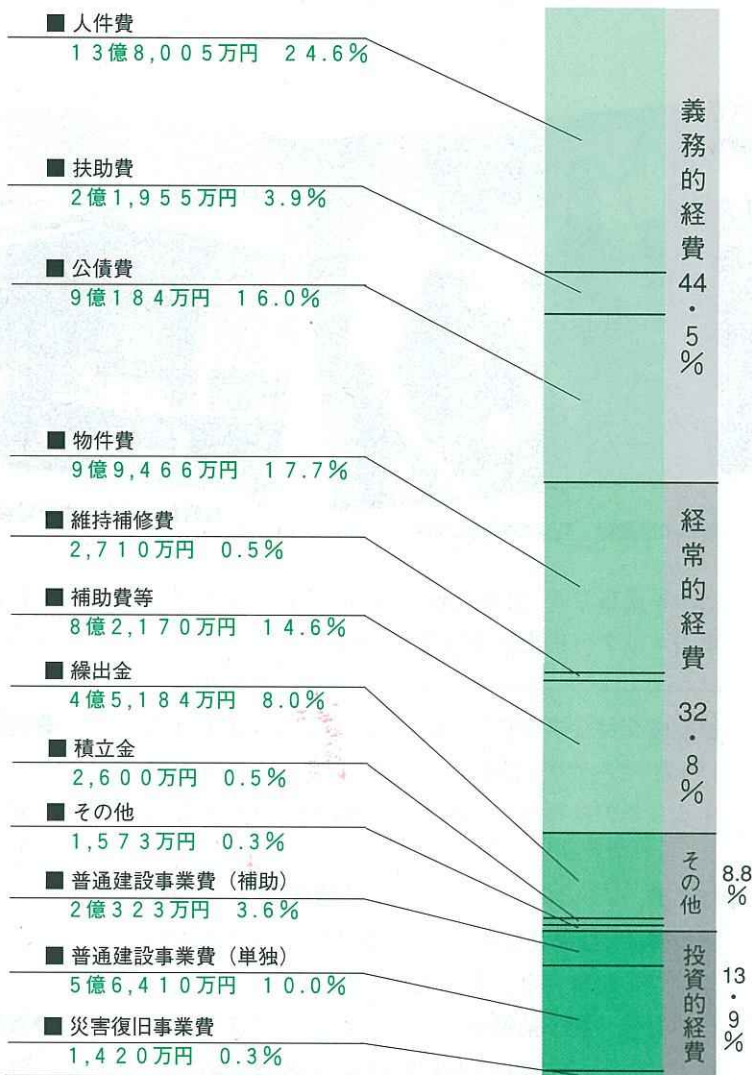 ■ 人件費
13億8,005万円 24.6%
■ 扶助費
2億1,955万円 3.9%
■ 公債費
9億184万円 16.0%
■ 物件費
9億9,466万円 17.7%
■ 維持補修費
2,710万円 0.5%
■ 補助費等
8億2,170万円 14.6%
■ 繰出金
4億5,184万円 8.0%
■ 積立金
2,600万円 0.5%
■ その他
1,573万円 0.3%
■ 普通建設事業費（補助）
2億323万円 3.6%
■ 普通建設事業費（単独）
5億6,410万円 10.0%
■ 災害復旧事業費
1,420万円 0.3%
義務的経費 44・5%
経常的経費 32・8%
その他
8.8%
投資的経費
13・9%